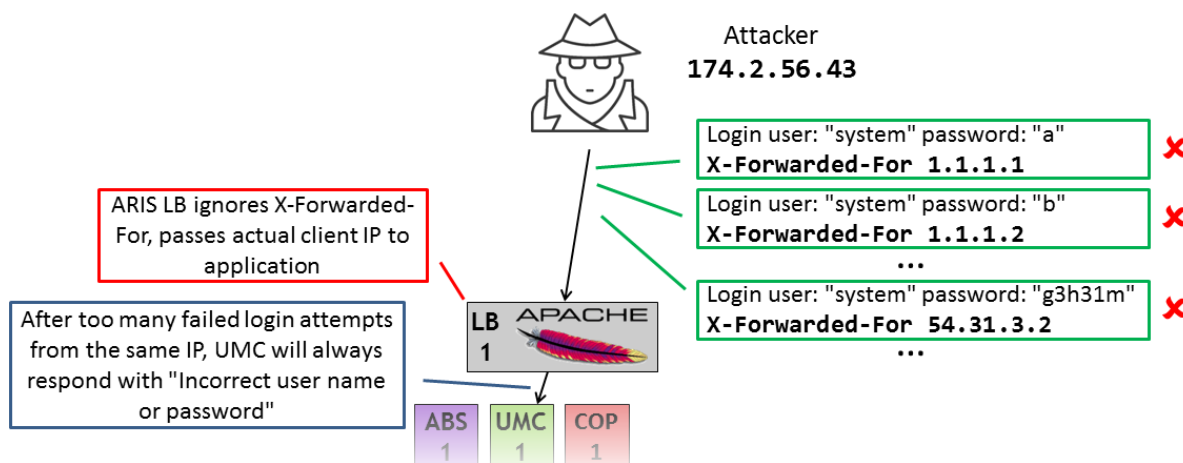 Attacker
174.2.56.43
Login user: "system" password: "a"
X-Forwarded-For 1.1.1.1
✘
Login user: "system" password: "b"
X-Forwarded-For 1.1.1.2
✘
...
Login user: "system" password: "g3h31m"
X-Forwarded-For 54.31.3.2
✘
...
ARIS LB ignores X-Forwarded-
For, passes actual client IP to
application
After too many failed login attempts
from the same IP, UMC will always
respond with "Incorrect user name
or password"
LB
1
APACHE
ABS
1
UMC
1
COP
1